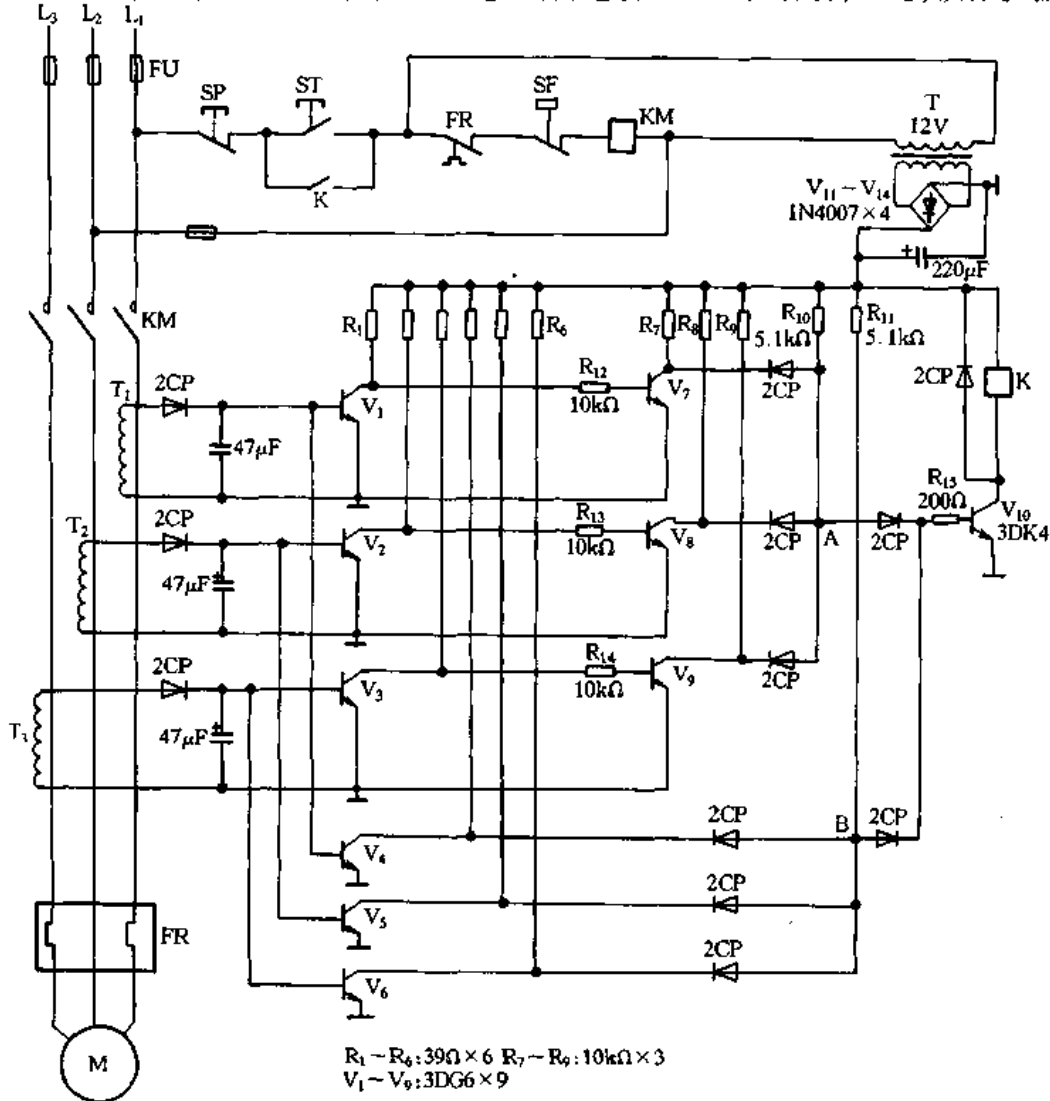 L₃ L₂ L₁
FU
SP
ST
FR
SF
KM
K
T
12V
V₁₁~V₁₄
1N4007×4
220μF
KM
R₁
R₆
R₇
R₈
R₉
R₁₀
5.1kΩ
R₁₁
5.1kΩ
2CP
K
T₁
2CP
47μF
V₁
R₁₂
10kΩ
V₇
2CP
T₂
2CP
47μF
V₂
R₁₃
10kΩ
V₈
2CP
A
2CP
R₁₅
200Ω
V₁₀
3DK4
T₃
2CP
47μF
V₃
R₁₄
10kΩ
V₉
2CP
V₄
2CP
B
2CP
V₅
2CP
V₆
2CP
FR
M
R₁~R₆:39Ω×6 R₇~R₉:10kΩ×3
V₁~V₉:3DG6×9